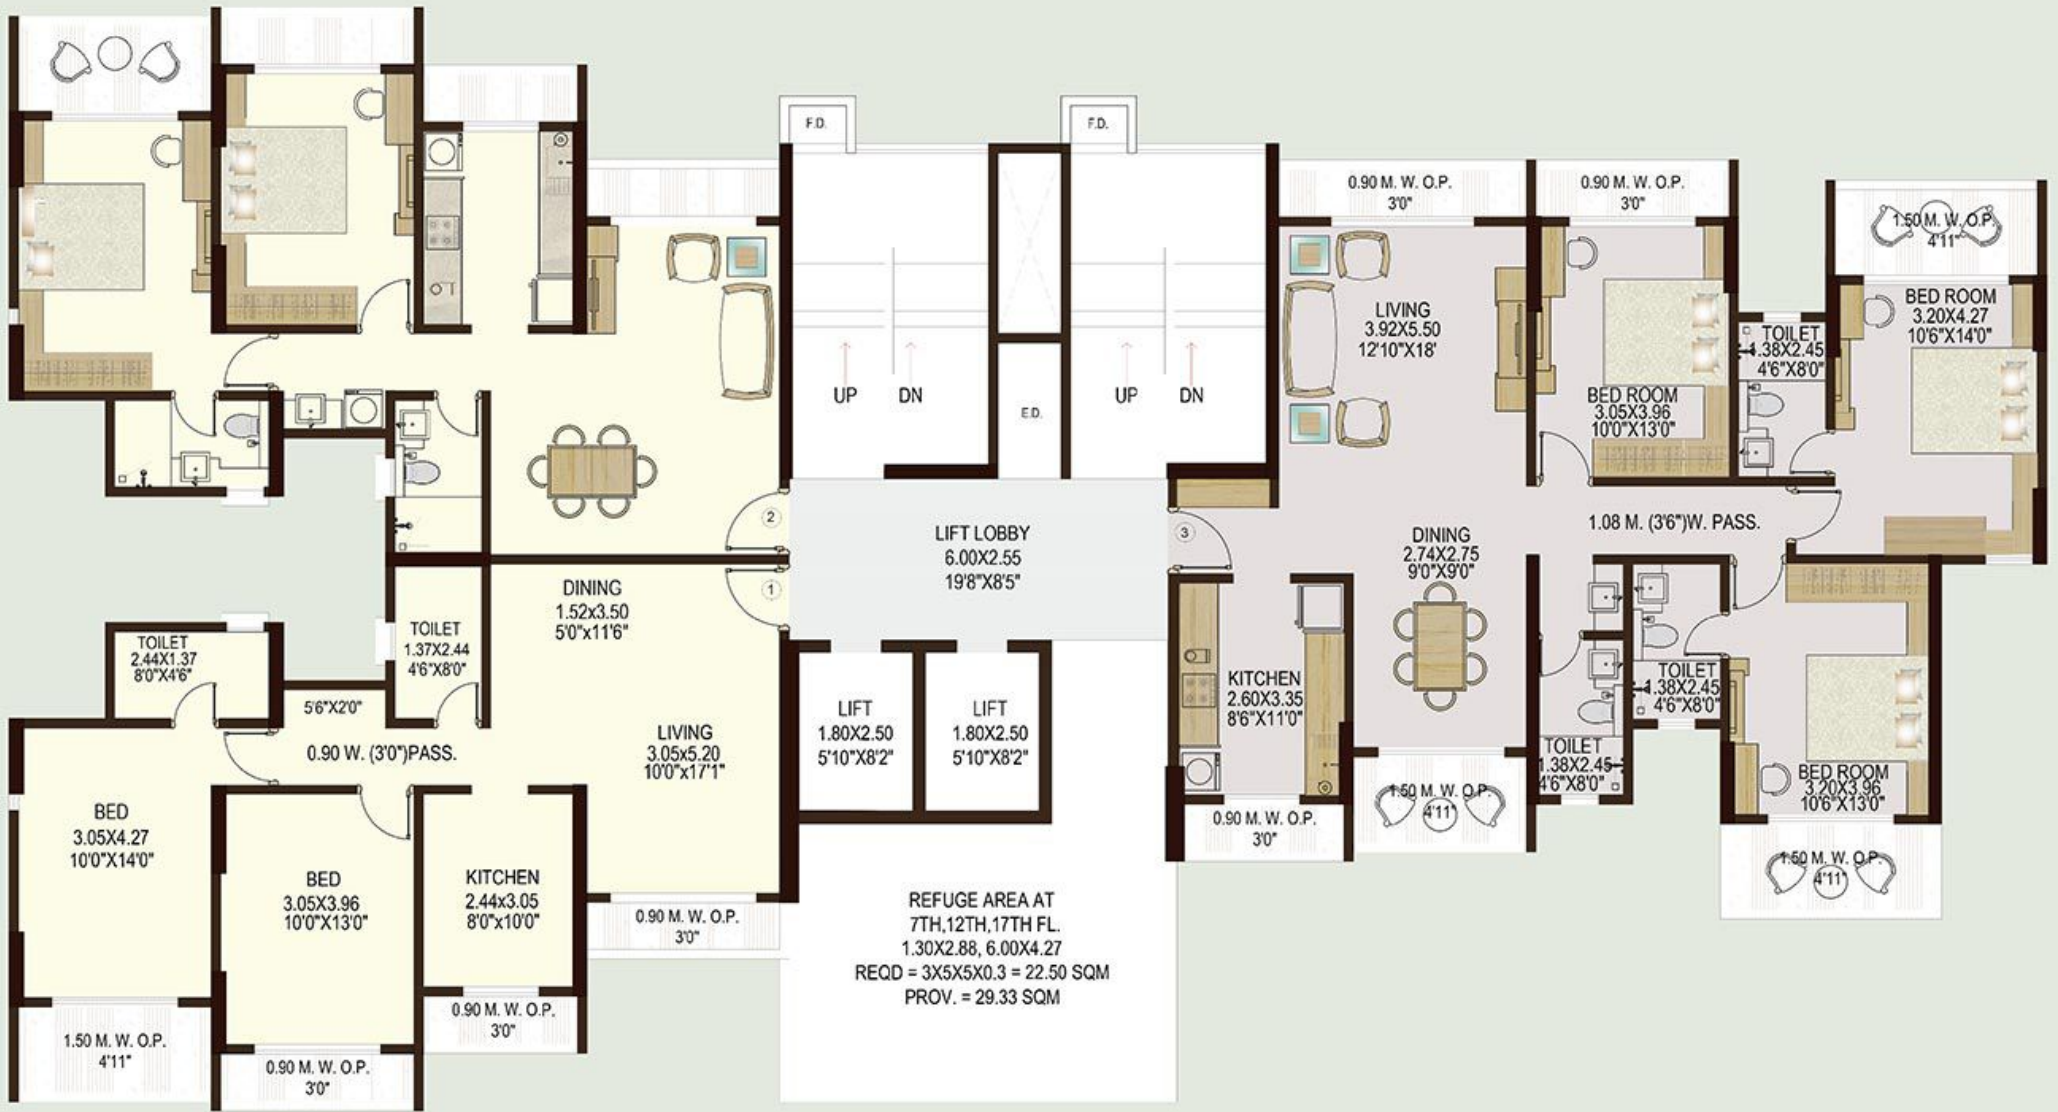 F.D.
F.D.
0.90 M. W. O.P.
3'0"
0.90 M. W. O.P.
3'0"
1.50 M. W. O.P.
4'11"
LIVING
3.92X5.50
12'10"X18'
BED ROOM
3.20X4.27
10'6"X14'0"
TOILET
1.38X2.45
4'6"X8'0"
BED ROOM
3.05X3.96
10'0"X13'0"
UP
DN
E.D.
UP
DN
2
LIFT LOBBY
6.00X2.55
19'8"X8'5"
3
1.08 M. (3'6")W. PASS.
DINING
2.74X2.75
9'0"X9'0"
1
DINING
1.52x3.50
5'0"x11'6"
TOILET
2.44X1.37
8'0"X4'6"
TOILET
1.37X2.44
4'6"X8'0"
5'6"X2'0"
0.90 W. (3'0")PASS.
LIVING
3.05x5.20
10'0"x17'1"
LIFT
1.80X2.50
5'10"X8'2"
LIFT
1.80X2.50
5'10"X8'2"
KITCHEN
2.60X3.35
8'6"X11'0"
TOILET
1.38X2.45
4'6"X8'0"
TOILET
1.38X2.45
4'6"X8'0"
BED ROOM
3.20X3.96
10'6"X13'0"
BED
3.05X4.27
10'0"X14'0"
BED
3.05X3.96
10'0"X13'0"
KITCHEN
2.44x3.05
8'0"x10'0"
0.90 M. W. O.P.
3'0"
1.50 M. W. O.P.
4'11"
1.50 M. W. O.P.
4'11"
0.90 M. W. O.P.
3'0"
REFUGE AREA AT
7TH,12TH,17TH FL.
1.30X2.88, 6.00X4.27
REQD = 3X5X5X0.3 = 22.50 SQM
PROV. = 29.33 SQM
1.50 M. W. O.P.
4'11"
0.90 M. W. O.P.
3'0"
0.90 M. W. O.P.
3'0"